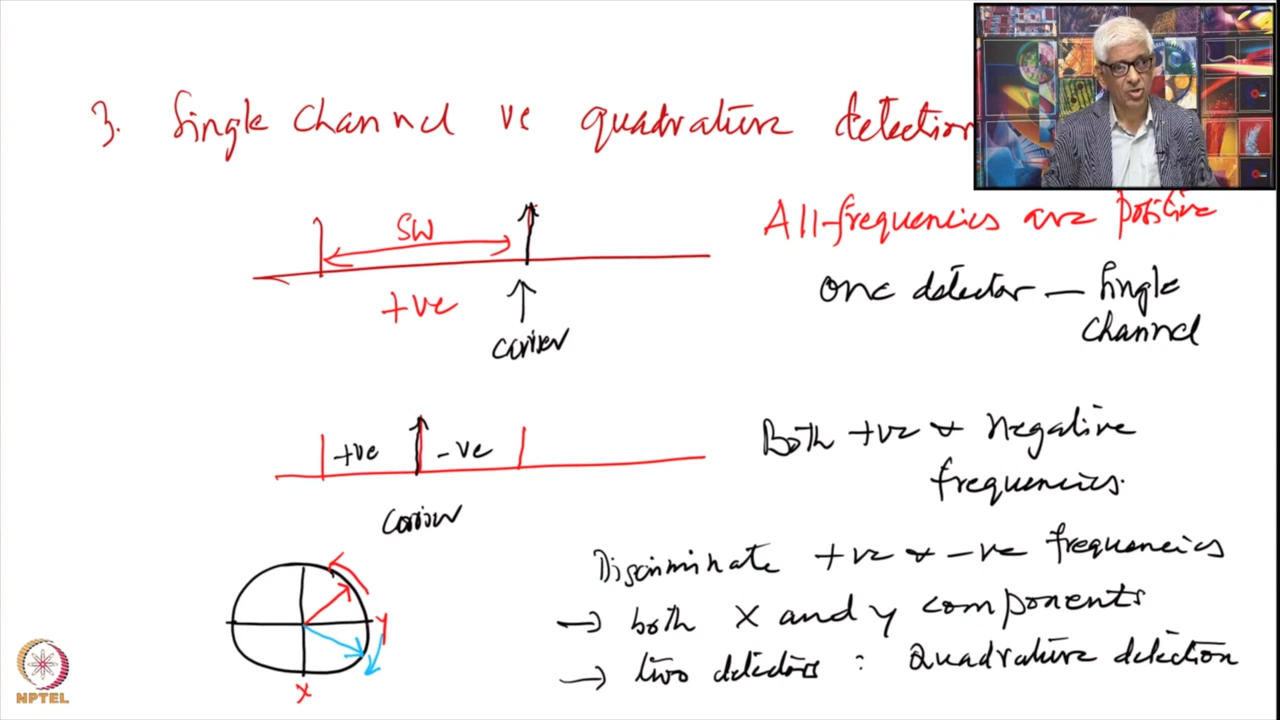 3. Single channel vs quadrature detection
SW
All-frequencies are positive
+ve
one detector — Single
channel
carrier
+ve -ve
Both +ve & negative
frequencies.
carrier
Discriminate +ve & -ve frequencies
Y
→ both x and y components
→ two detectors : Quadrature detection
X
NPTEL